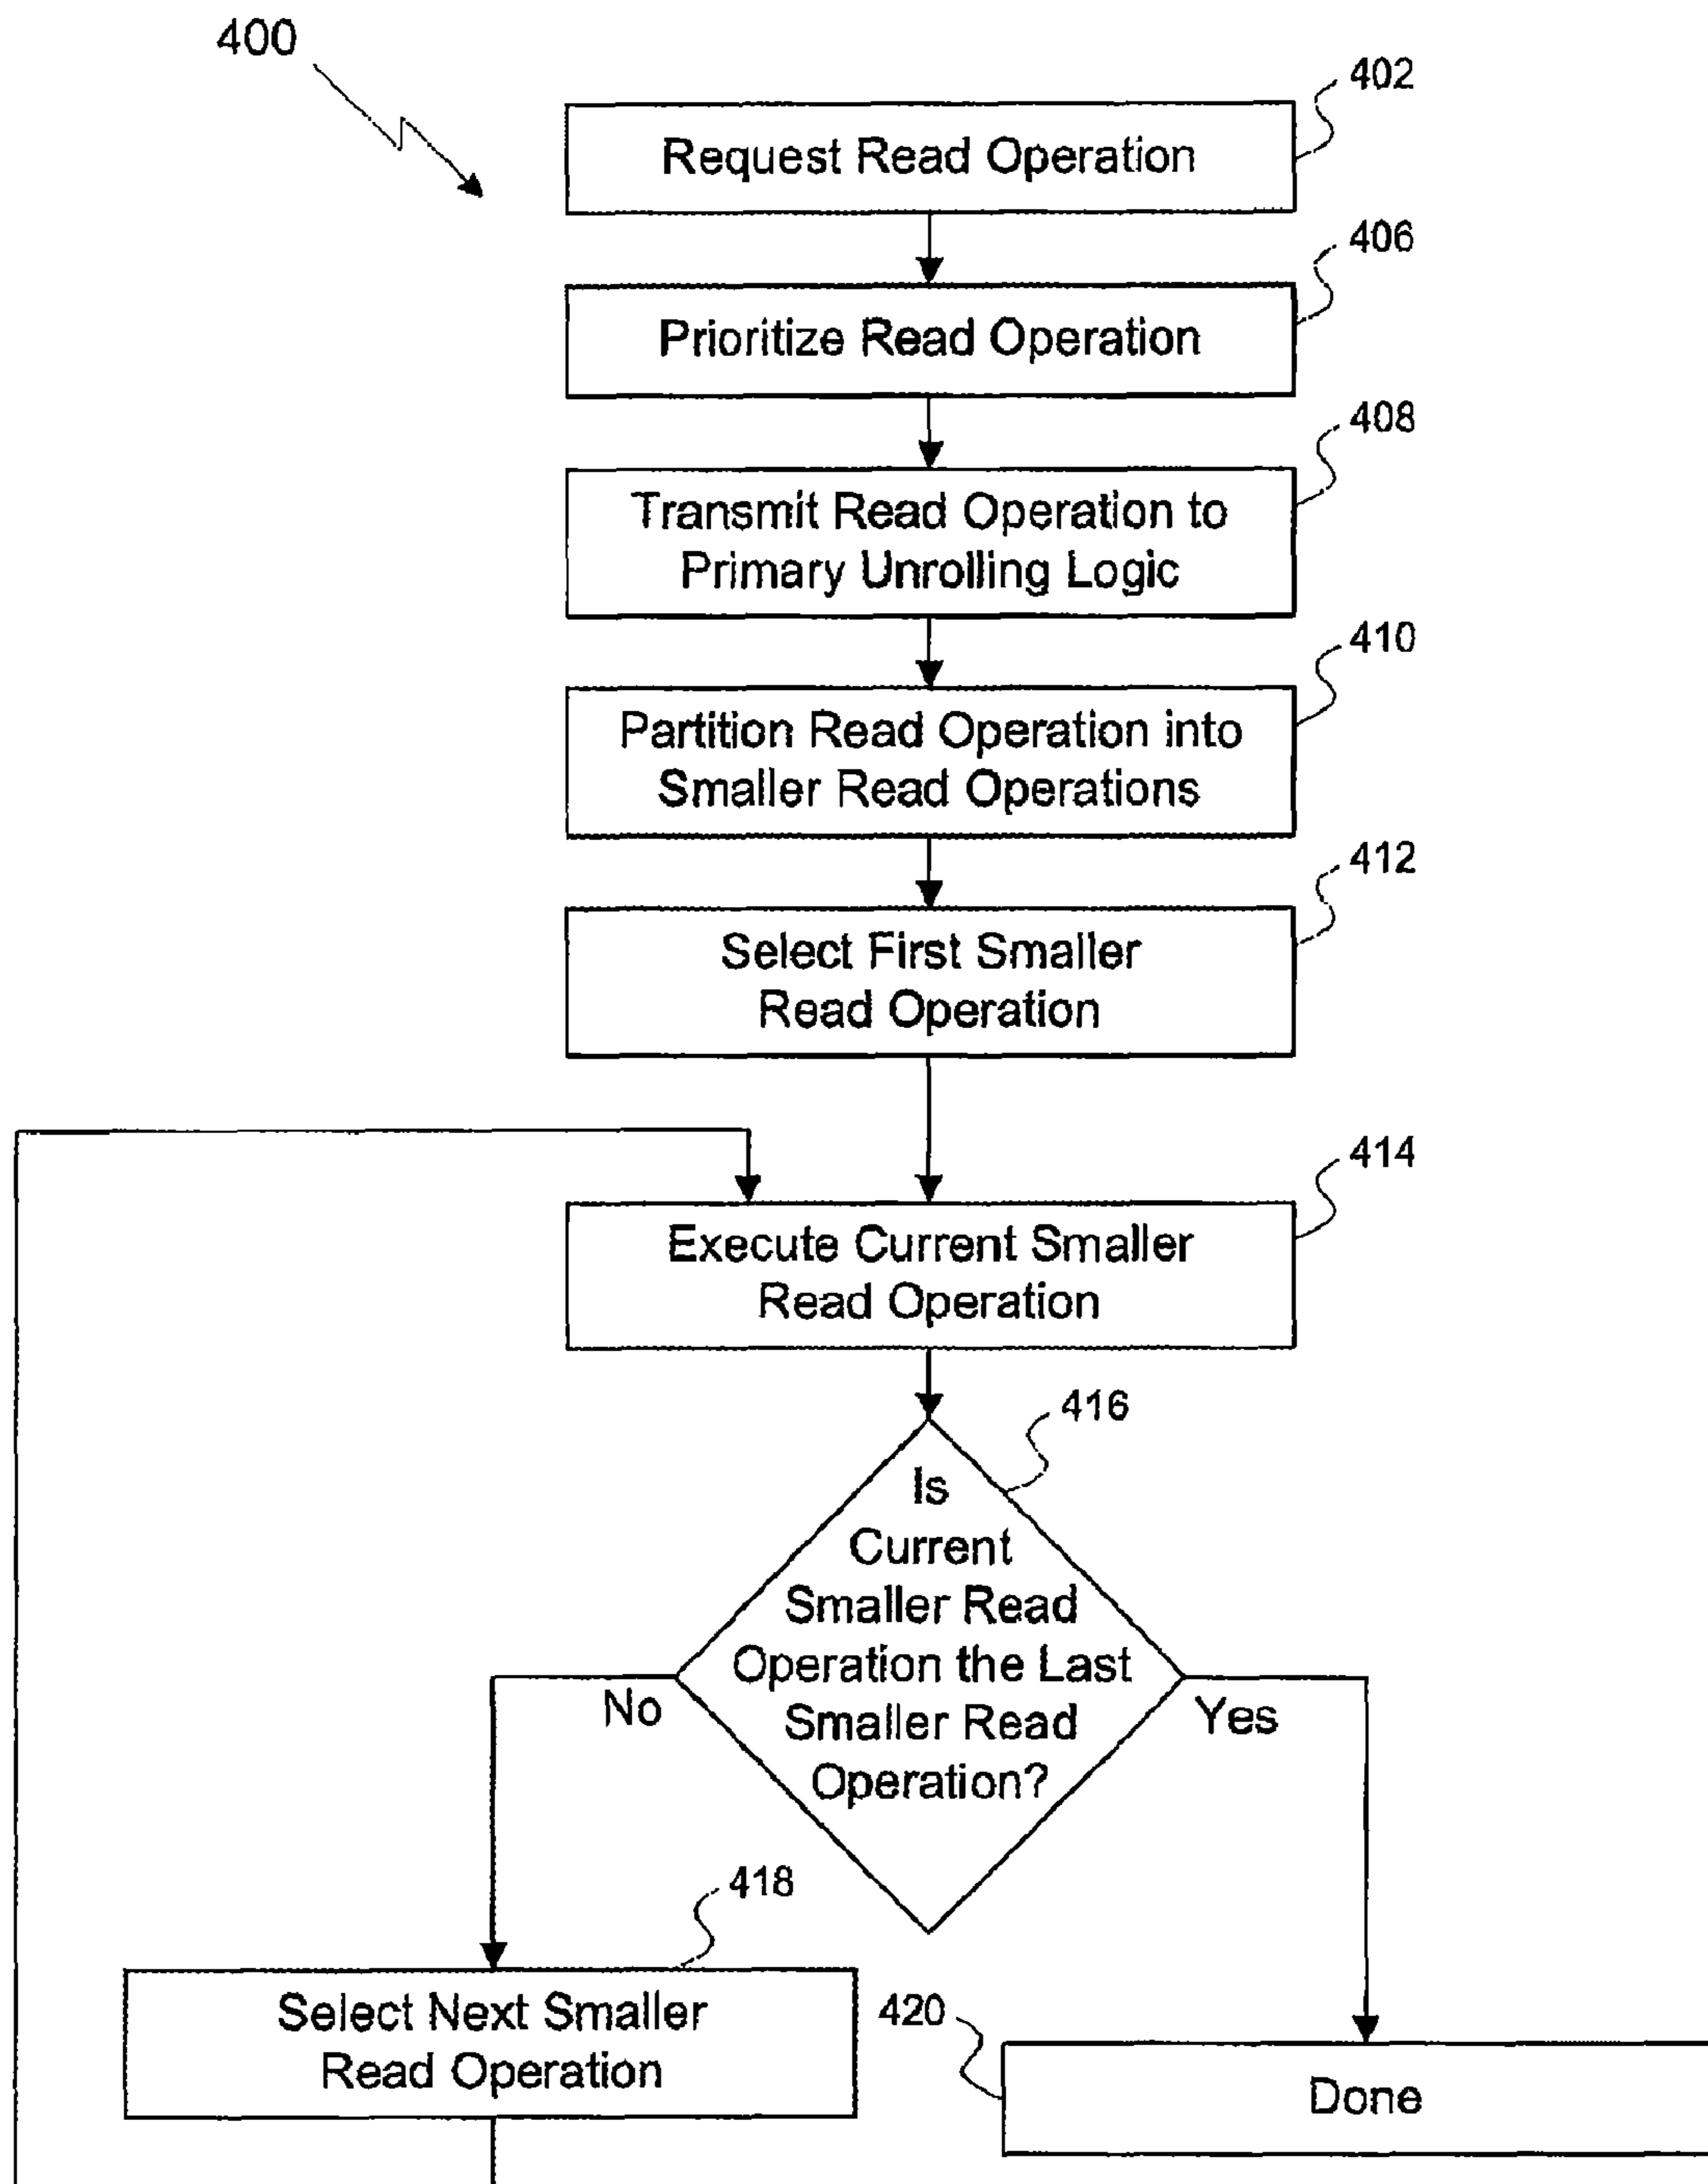 400
402
Request Read Operation
406
Prioritize Read Operation
408
Transmit Read Operation to
Primary Unrolling Logic
410
Partition Read Operation into
Smaller Read Operations
412
Select First Smaller
Read Operation
414
Execute Current Smaller
Read Operation
416
Is
Current
Smaller Read
Operation the Last
Smaller Read
Operation?
No
Yes
418
Select Next Smaller
Read Operation
420
Done